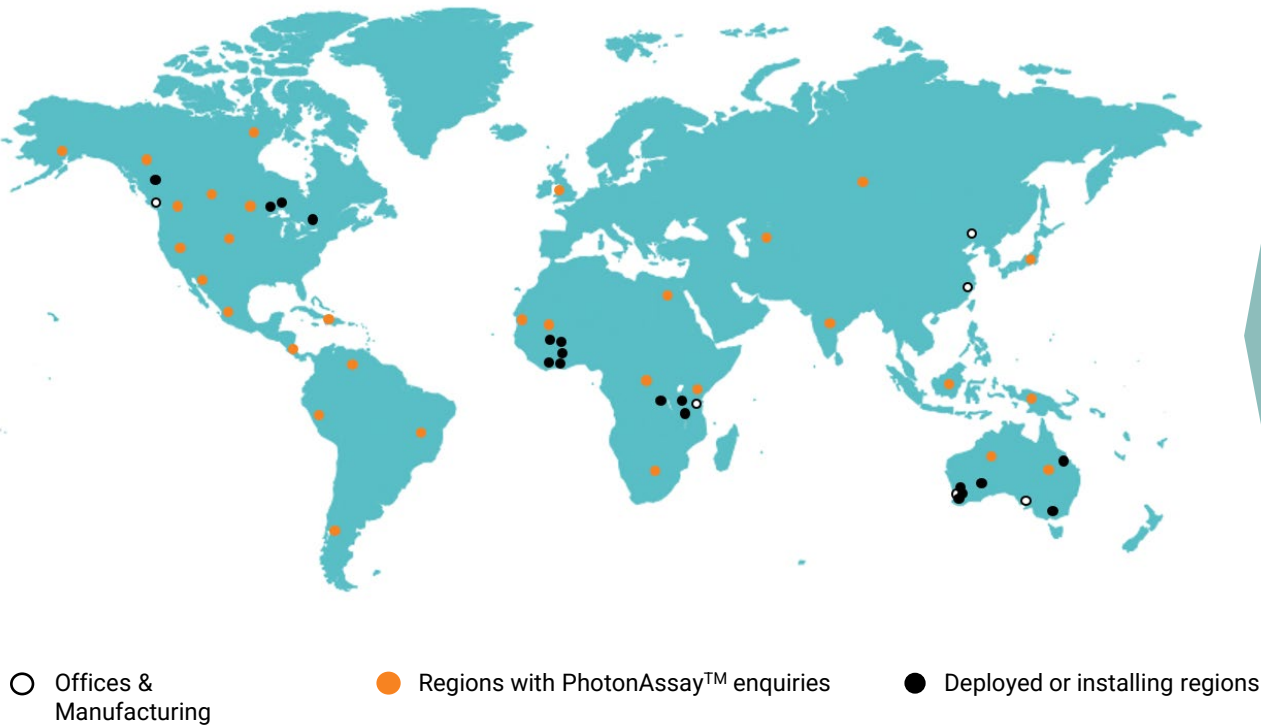 Offices &
Manufacturing
Regions with PhotonAssay™ enquiries
Deployed or installing regions